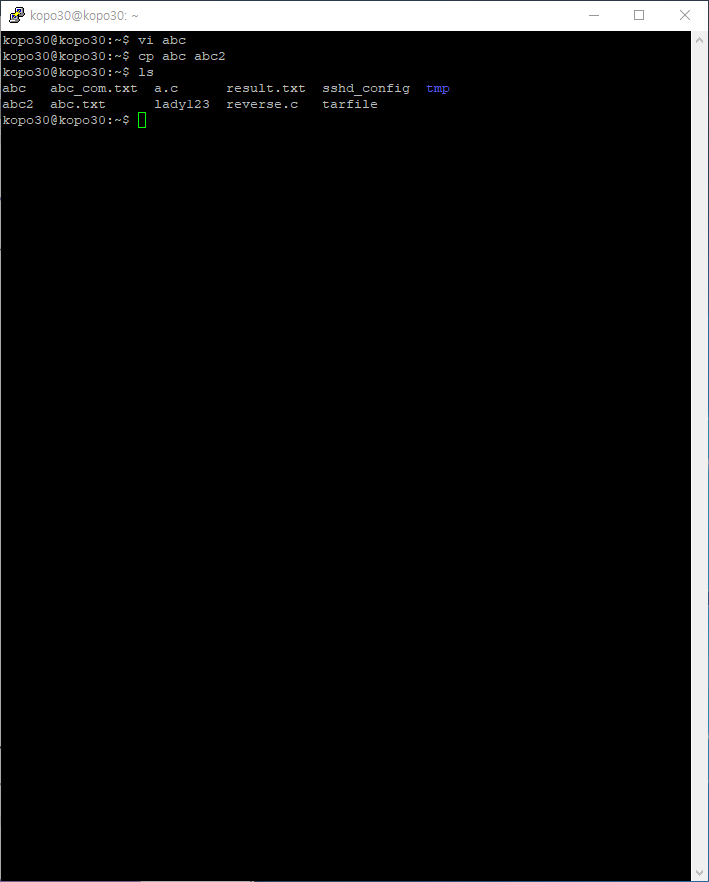 kopo30@kopo30: ~
kopo30@kopo30:~$ vi abc
kopo30@kopo30:~$ cp abc abc2
kopo30@kopo30:~$ ls
abc   abc_com.txt  a.c      result.txt  sshd_config  tmp
abc2  abc.txt      lady123  reverse.c   tarfile
kopo30@kopo30:~$